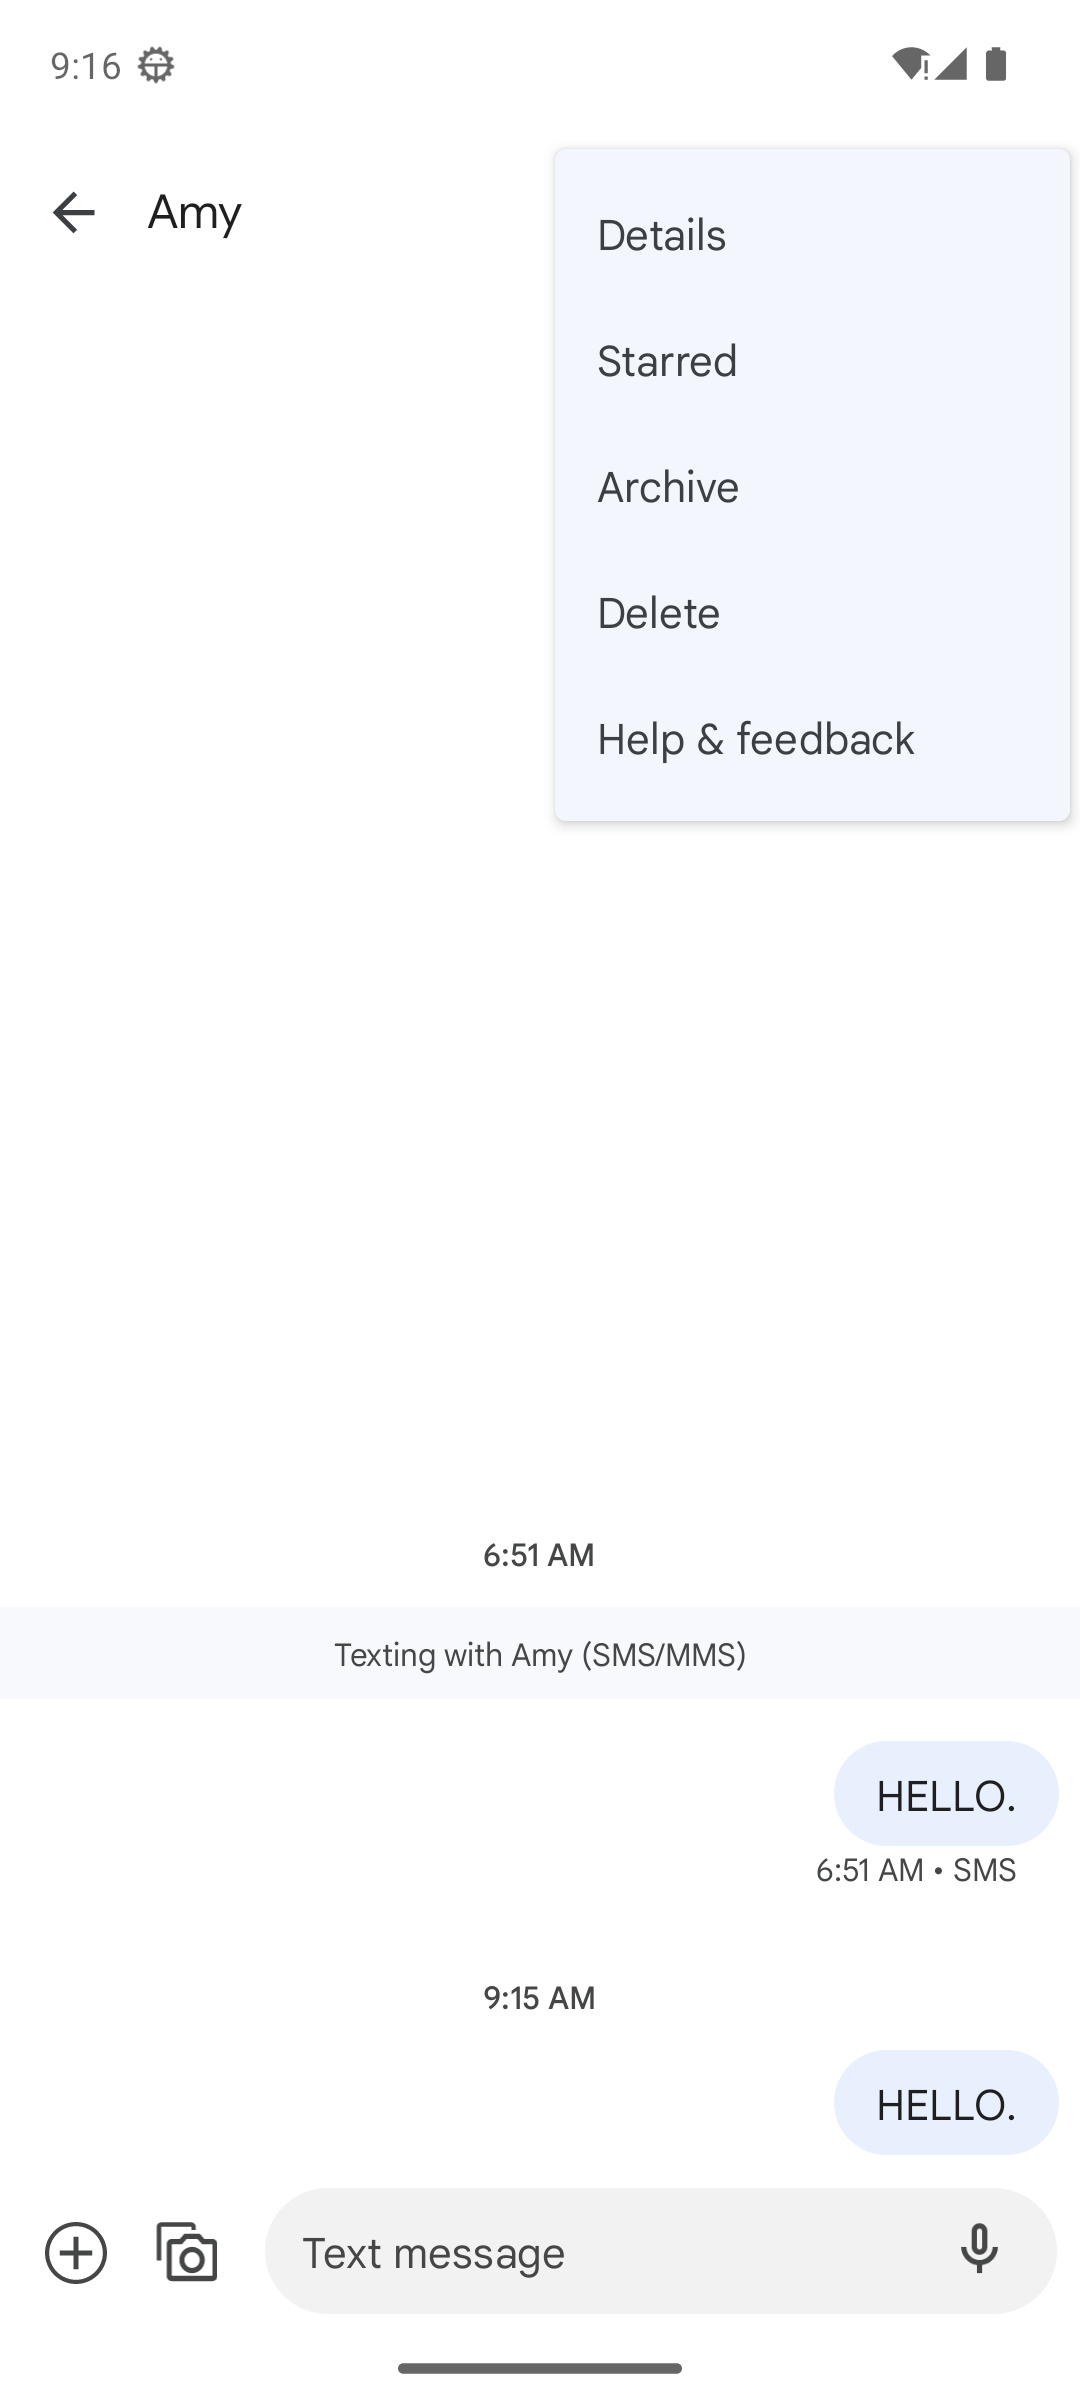 9:16
Amy
Details
Starred
Archive
Delete
Help & feedback
6:51 AM
Texting with Amy (SMS/MMS)
HELLO.
6:51 AM • SMS
9:15 AM
HELLO.
Text message